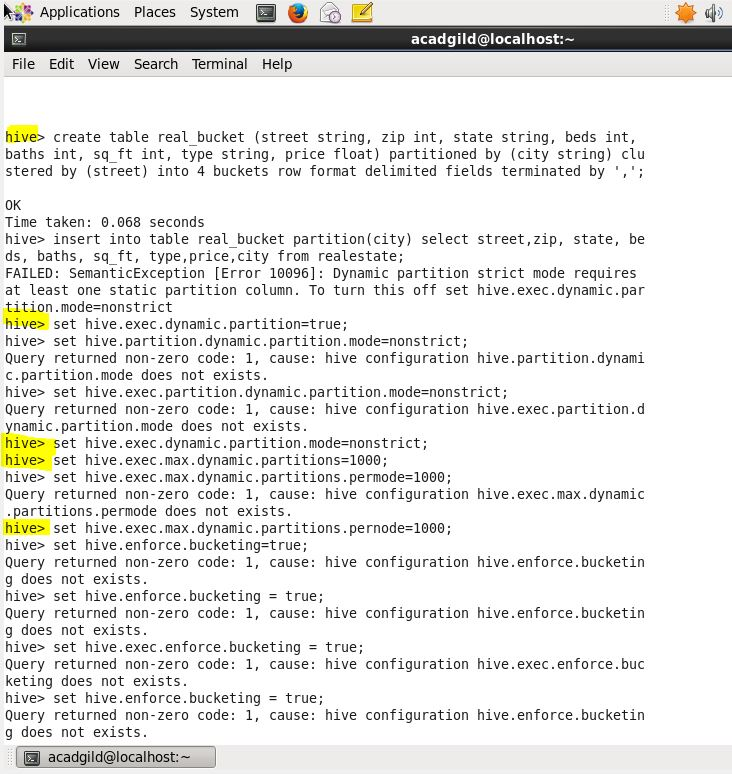 Applications Places System
acadgild@localhost:~
File Edit View Search Terminal Help
hive> create table real_bucket (street string, zip int, state string, beds int,
baths int, sq_ft int, type string, price float) partitioned by (city string) clu
stered by (street) into 4 buckets row format delimited fields terminated by ',';
OK
Time taken: 0.068 seconds
hive> insert into table real_bucket partition(city) select street,zip, state, be
ds, baths, sq_ft, type,price,city from realestate;
FAILED: SemanticException [Error 10096]: Dynamic partition strict mode requires
at least one static partition column. To turn this off set hive.exec.dynamic.par
tition.mode=nonstrict
hive> set hive.exec.dynamic.partition=true;
hive> set hive.partition.dynamic.partition.mode=nonstrict;
Query returned non-zero code: 1, cause: hive configuration hive.partition.dynami
c.partition.mode does not exists.
hive> set hive.exec.partition.dynamic.partition.mode=nonstrict;
Query returned non-zero code: 1, cause: hive configuration hive.exec.partition.d
ynamic.partition.mode does not exists.
hive> set hive.exec.dynamic.partition.mode=nonstrict;
hive> set hive.exec.max.dynamic.partitions=1000;
hive> set hive.exec.max.dynamic.partitions.permode=1000;
Query returned non-zero code: 1, cause: hive configuration hive.exec.max.dynamic
.partitions.permode does not exists.
hive> set hive.exec.max.dynamic.partitions.pernode=1000;
hive> set hive.enforce.bucketing=true;
Query returned non-zero code: 1, cause: hive configuration hive.enforce.bucketin
g does not exists.
hive> set hive.enforce.bucketing = true;
Query returned non-zero code: 1, cause: hive configuration hive.enforce.bucketin
g does not exists.
hive> set hive.exec.enforce.bucketing = true;
Query returned non-zero code: 1, cause: hive configuration hive.exec.enforce.buc
keting does not exists.
hive> set hive.enforce.bucketing = true;
Query returned non-zero code: 1, cause: hive configuration hive.enforce.bucketin
g does not exists.
acadgild@localhost:~